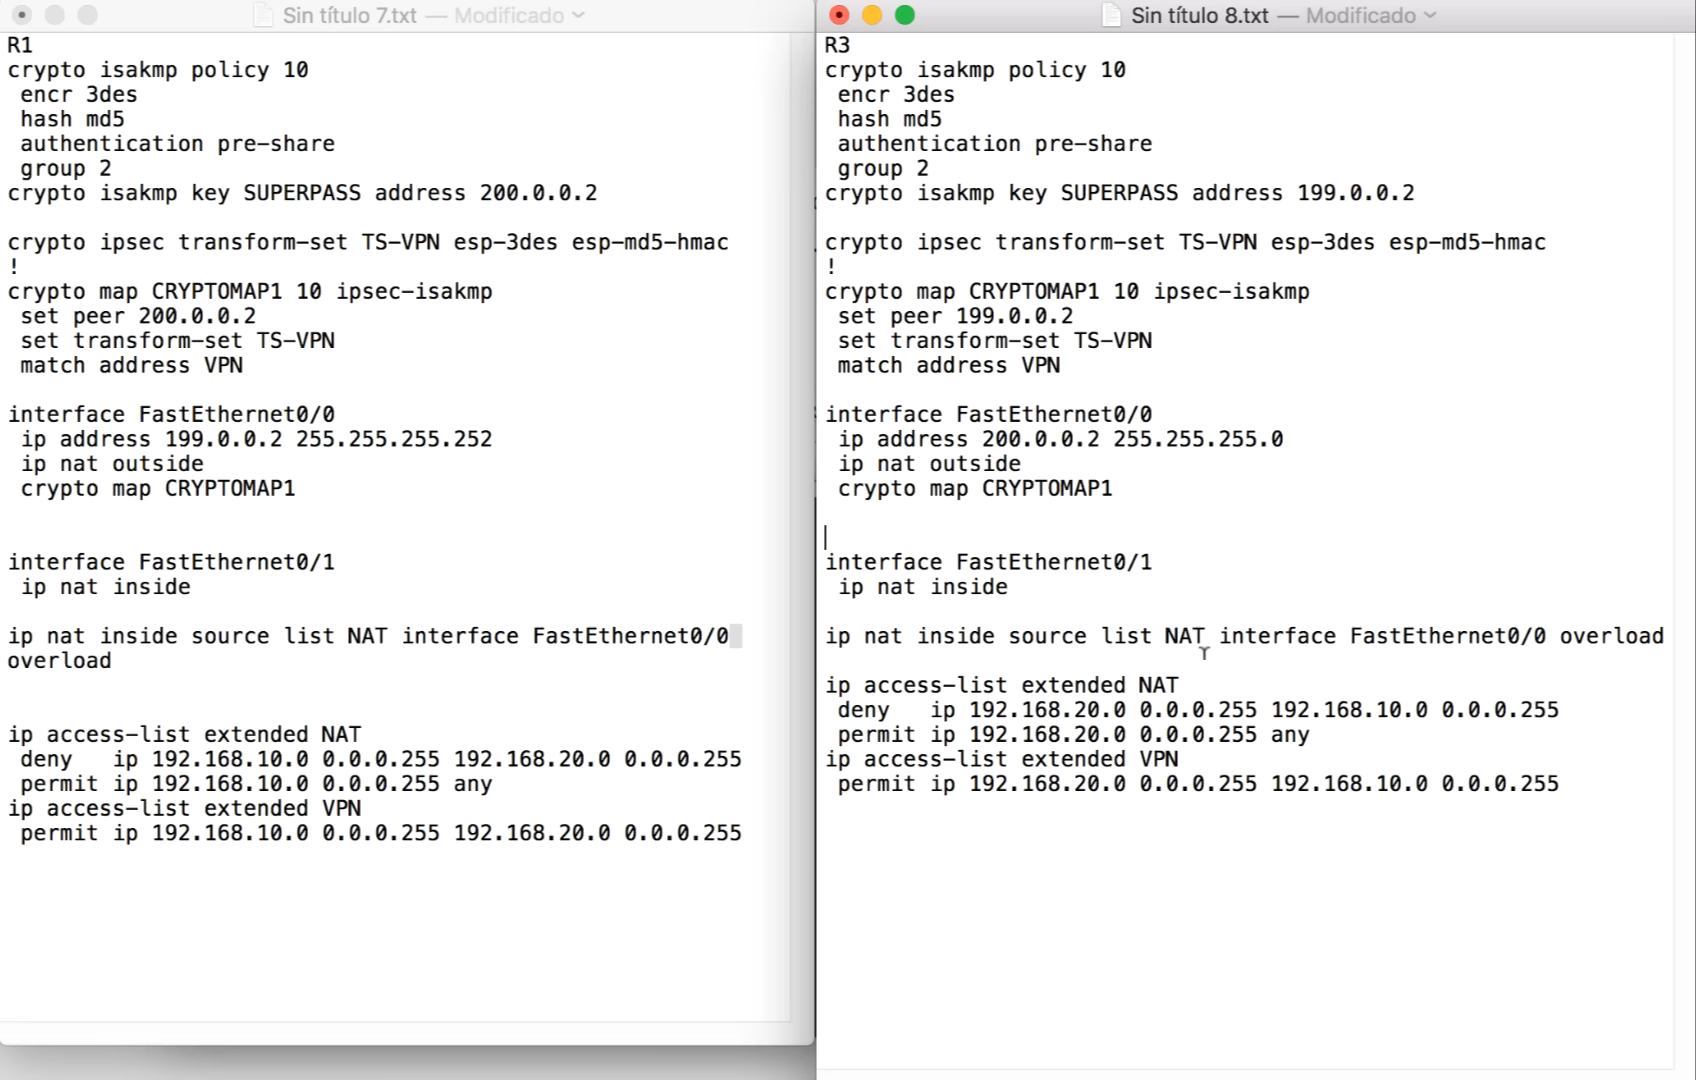 Sin título 7.txt — Modificado
R1
crypto isakmp policy 10
 encr 3des
 hash md5
 authentication pre-share
 group 2
crypto isakmp key SUPERPASS address 200.0.0.2

crypto ipsec transform-set TS-VPN esp-3des esp-md5-hmac
!
crypto map CRYPTOMAP1 10 ipsec-isakmp
 set peer 200.0.0.2
 set transform-set TS-VPN
 match address VPN

interface FastEthernet0/0
 ip address 199.0.0.2 255.255.255.252
 ip nat outside
 crypto map CRYPTOMAP1

interface FastEthernet0/1
 ip nat inside

ip nat inside source list NAT interface FastEthernet0/0
overload

ip access-list extended NAT
 deny   ip 192.168.10.0 0.0.0.255 192.168.20.0 0.0.0.255
 permit ip 192.168.10.0 0.0.0.255 any
ip access-list extended VPN
 permit ip 192.168.10.0 0.0.0.255 192.168.20.0 0.0.0.255

Sin título 8.txt — Modificado
R3
crypto isakmp policy 10
 encr 3des
 hash md5
 authentication pre-share
 group 2
crypto isakmp key SUPERPASS address 199.0.0.2

crypto ipsec transform-set TS-VPN esp-3des esp-md5-hmac
!
crypto map CRYPTOMAP1 10 ipsec-isakmp
 set peer 199.0.0.2
 set transform-set TS-VPN
 match address VPN

interface FastEthernet0/0
 ip address 200.0.0.2 255.255.255.0
 ip nat outside
 crypto map CRYPTOMAP1

interface FastEthernet0/1
 ip nat inside

ip nat inside source list NAT interface FastEthernet0/0 overload

ip access-list extended NAT
 deny   ip 192.168.20.0 0.0.0.255 192.168.10.0 0.0.0.255
 permit ip 192.168.20.0 0.0.0.255 any
ip access-list extended VPN
 permit ip 192.168.20.0 0.0.0.255 192.168.10.0 0.0.0.255